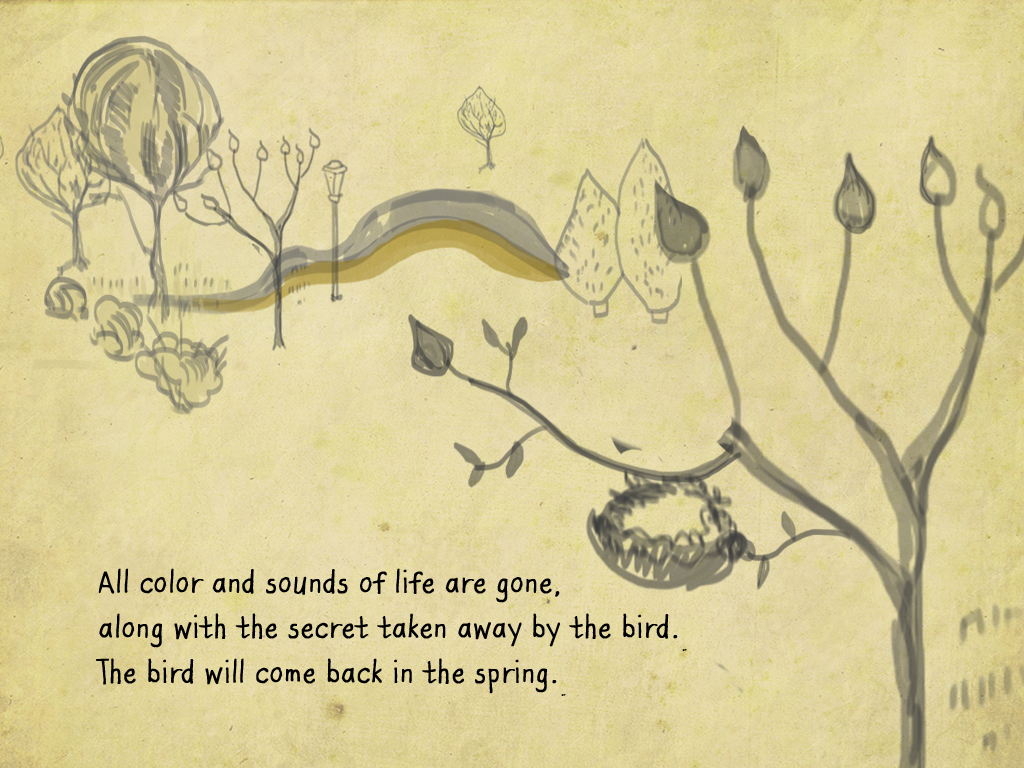 All color and sounds of life are gone,
along with the secret taken away by the bird.
The bird will come back in the spring.